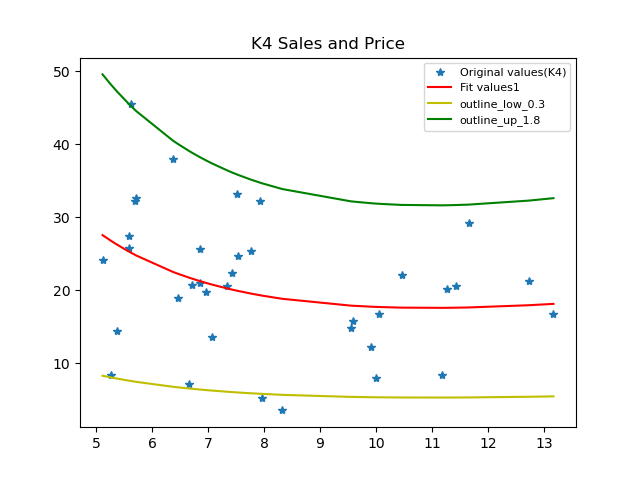 K4 Sales and Price
Original values(K4)
Fit values1
outline_low_0.3
outline_up_1.8
50
40
30
20
10
5 6 7 8 9 10 11 12 13